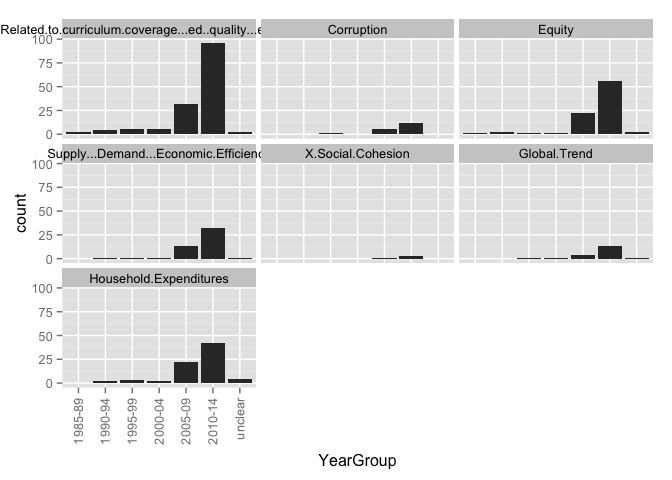 Related.to.curriculum.coverage...ed..quality...e
Corruption
Equity
100
75
50
25
0
Supply...Demand...Economic.Efficienc
X.Social.Cohesion
Global.Trend
100
75
50
25
0
count
Household.Expenditures
100
75
50
25
0
1985-89
1990-94
1995-99
2000-04
2005-09
2010-14
unclear
YearGroup